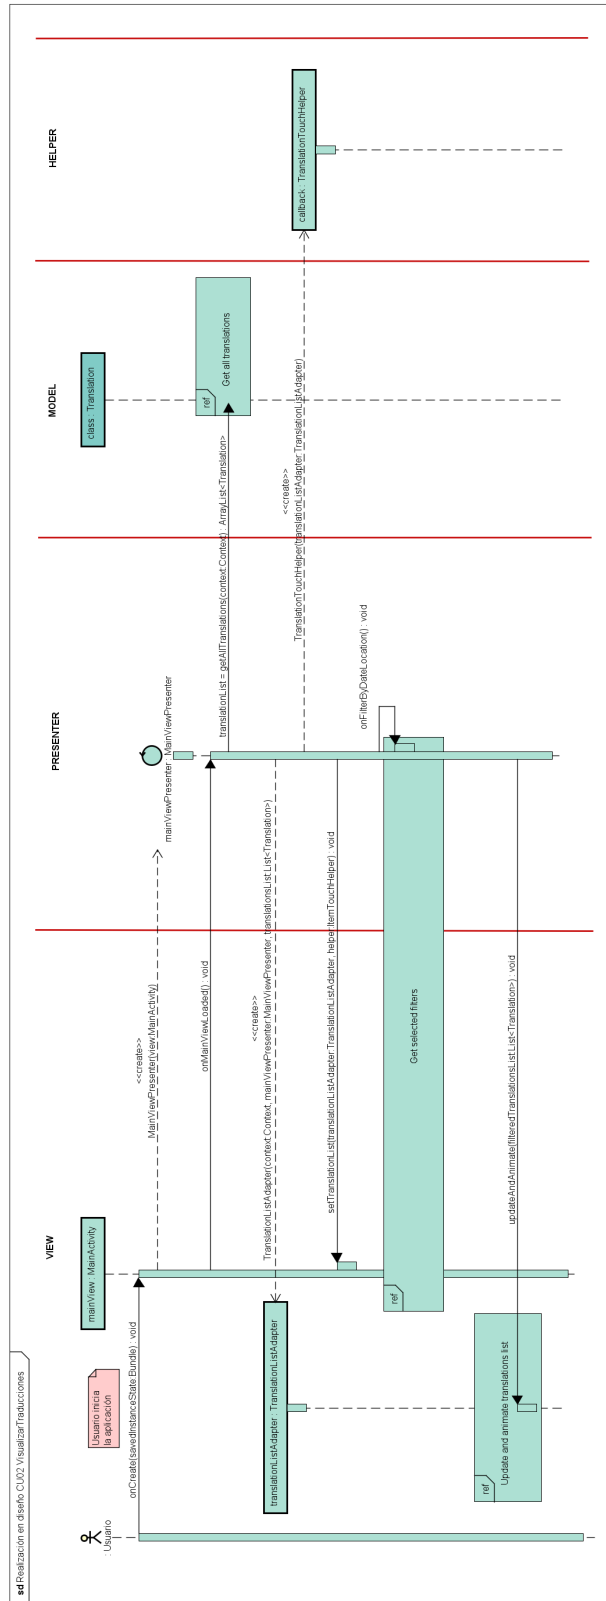 sd Realización en diseño CU02 VisualizarTraducciones
VIEW
PRESENTER
MODEL
HELPER
: Usuario
Usuario inicia
la aplicación
mainView : MainActivity
class : Translation
onCreate(savedInstanceState:Bundle) : void
<<create>>
MainViewPresenter(view:MainActivity)
mainViewPresenter : MainViewPresenter
onMainViewLoaded() : void
translationList = getAllTranslations(context:Context) : ArrayList<Translation>
ref
Get all translations
<<create>>
TranslationListAdapter(context:Context, mainViewPresenter:MainViewPresenter, translationsList:List<Translation>)
translationListAdapter : TranslationListAdapter
<<create>>
TranslationTouchHelper(translationListAdapter:TranslationListAdapter)
callback : TranslationTouchHelper
setTranslationList(translationListAdapter:TranslationListAdapter, helper:ItemTouchHelper) : void
onFilterByDateLocation() : void
ref
Get selected filters
updateAndAnimate(filteredTranslationsList:List<Translation>) : void
ref
Update and animate translations list